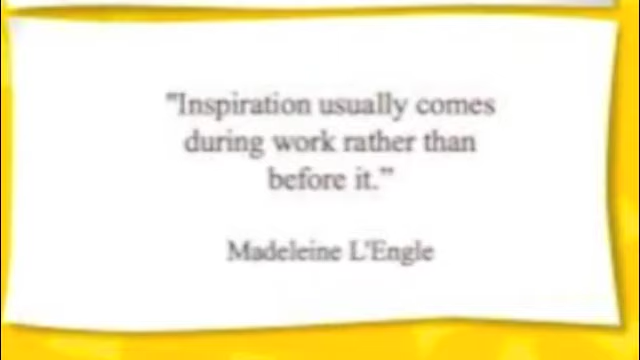 "Inspiration usually comes
during work rather than
before it.”
Madeleine L'Engle